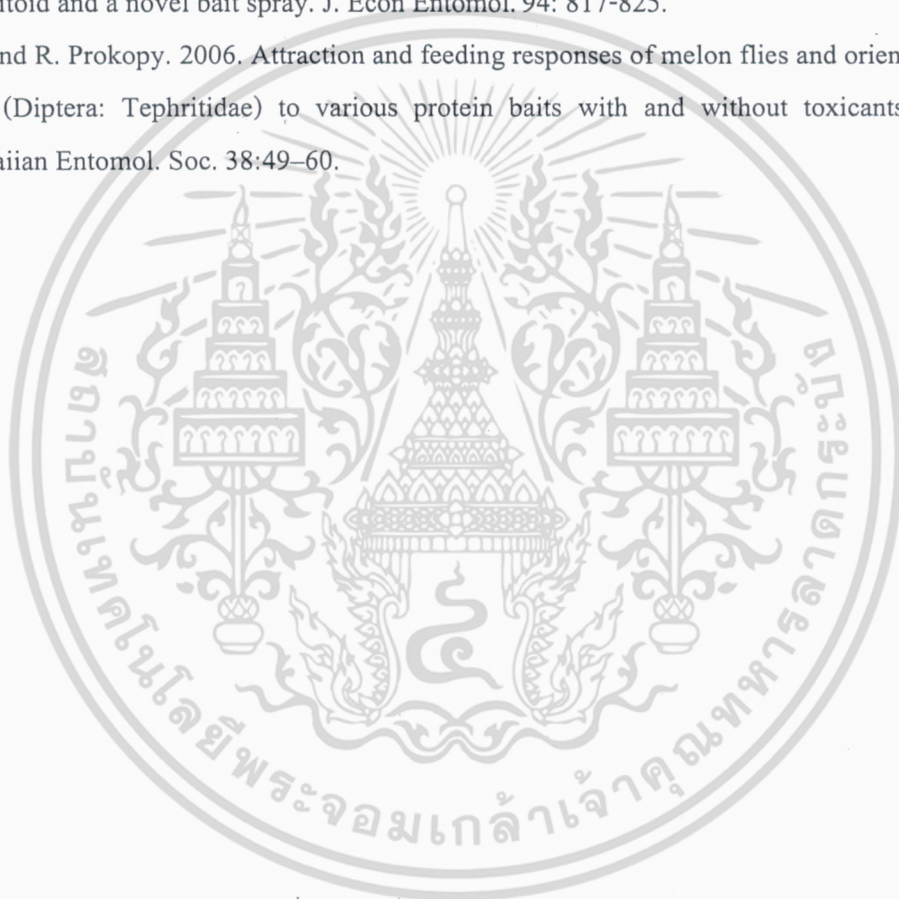 itoid and a novel bait spray. J. Econ Entomol. 94: 817-825.
nd R. Prokopy. 2006. Attraction and feeding responses of melon flies and orien
(Diptera: Tephritidae) to various protein baits with and without toxicants
aiian Entomol. Soc. 38:49–60.
๔
สถาบันเทคโนโลยีพระจอมเกล้าเจ้าคุณทหารลาดกระบัง